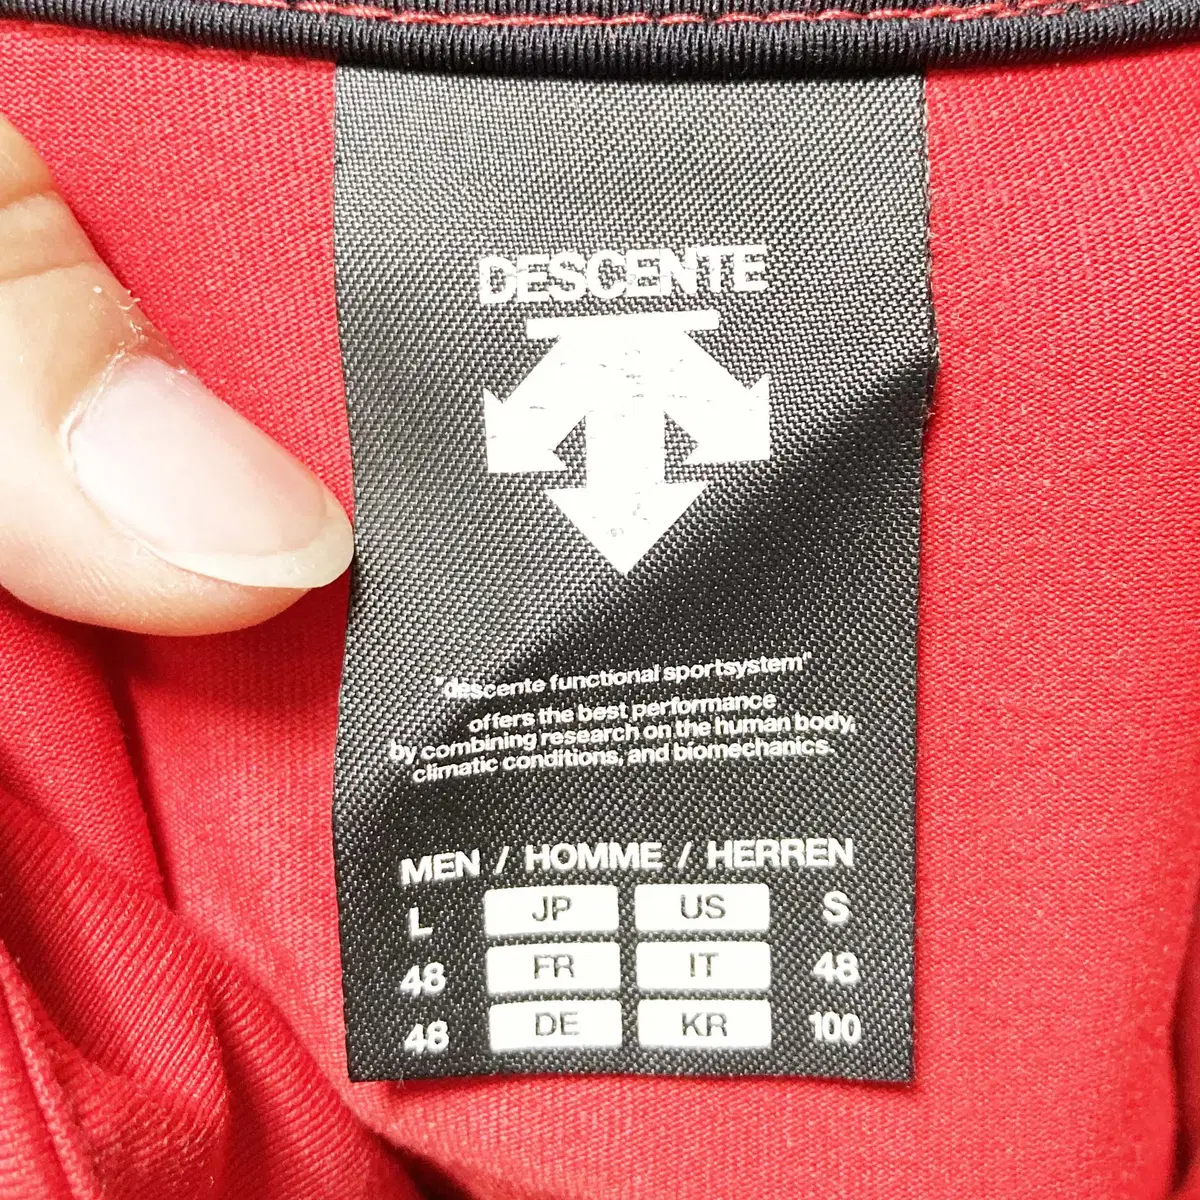 DESCENTE
"descente functional sportsystem"
offers the best performance
by combining research on the human body,
climatic conditions, and biomechanics.
MEN / HOMME / HERREN
L JP US S
48 FR IT 48
48 DE KR 100